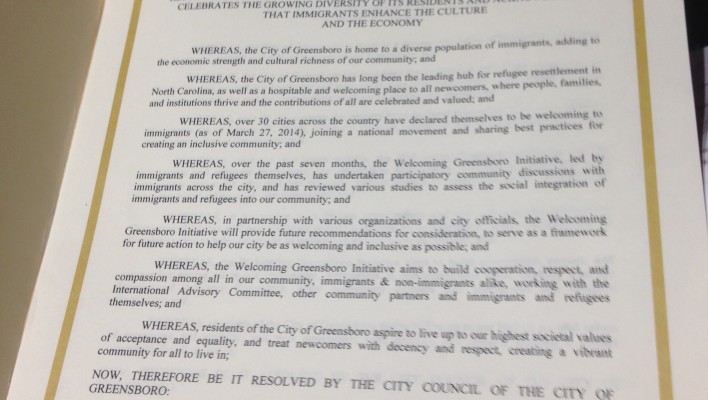 CELEBRATES THE GROWING DIVERSITY OF ITS RESIDENTS AND
THAT IMMIGRANTS ENHANCE THE CULTURE
AND THE ECONOMY
WHEREAS, the City of Greensboro is home to a diverse population of immigrants, adding to
the economic strength and cultural richness of our community; and
WHEREAS, the City of Greensboro has long been the leading hub for refugee resettlement in
North Carolina, as well as a hospitable and welcoming place to all newcomers, where people, families,
and institutions thrive and the contributions of all are celebrated and valued; and
WHEREAS, over 30 cities across the country have declared themselves to be welcoming to
immigrants (as of March 27, 2014), joining a national movement and sharing best practices for
creating an inclusive community; and
WHEREAS, over the past seven months, the Welcoming Greensboro Initiative, led by
immigrants and refugees themselves, has undertaken participatory community discussions with
immigrants across the city, and has reviewed various studies to assess the social integration of
immigrants and refugees into our community; and
WHEREAS, in partnership with various organizations and city officials, the Welcoming
Greensboro Initiative will provide future recommendations for consideration, to serve as a framework
for future action to help our city be as welcoming and inclusive as possible; and
WHEREAS, the Welcoming Greensboro Initiative aims to build cooperation, respect, and
compassion among all in our community, immigrants & non-immigrants alike, working with the
International Advisory Committee, other community partners and immigrants and refugees
themselves; and
WHEREAS, residents of the City of Greensboro aspire to live up to our highest societal values
of acceptance and equality, and treat newcomers with decency and respect, creating a vibrant
community for all to live in;
NOW, THEREFORE BE IT RESOLVED BY THE CITY COUNCIL OF THE CITY OF
GREENSBORO: